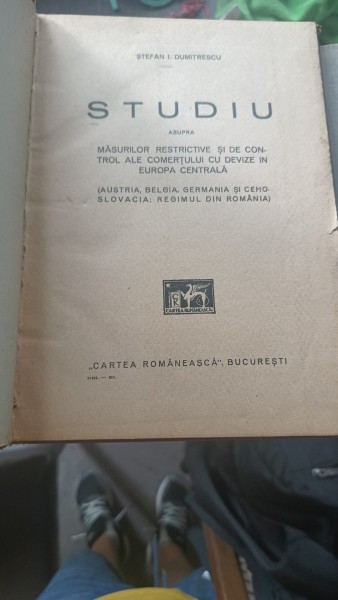 ȘTEFAN I. DUMITRESCU
STUDIU
ASUPRA
MĂSURILOR RESTRICTIVE ȘI DE CON-
TROL ALE COMERȚULUI CU DEVIZE IN
EUROPA CENTRALĂ
(AUSTRIA, BELGIA, GERMANIA ȘI CEHO-
SLOVACIA; REGIMUL DIN ROMÂNIA)
CARTEA ROMÂNEASCĂ
„CARTEA ROMÂNEASCĂ", BUCUREȘTI